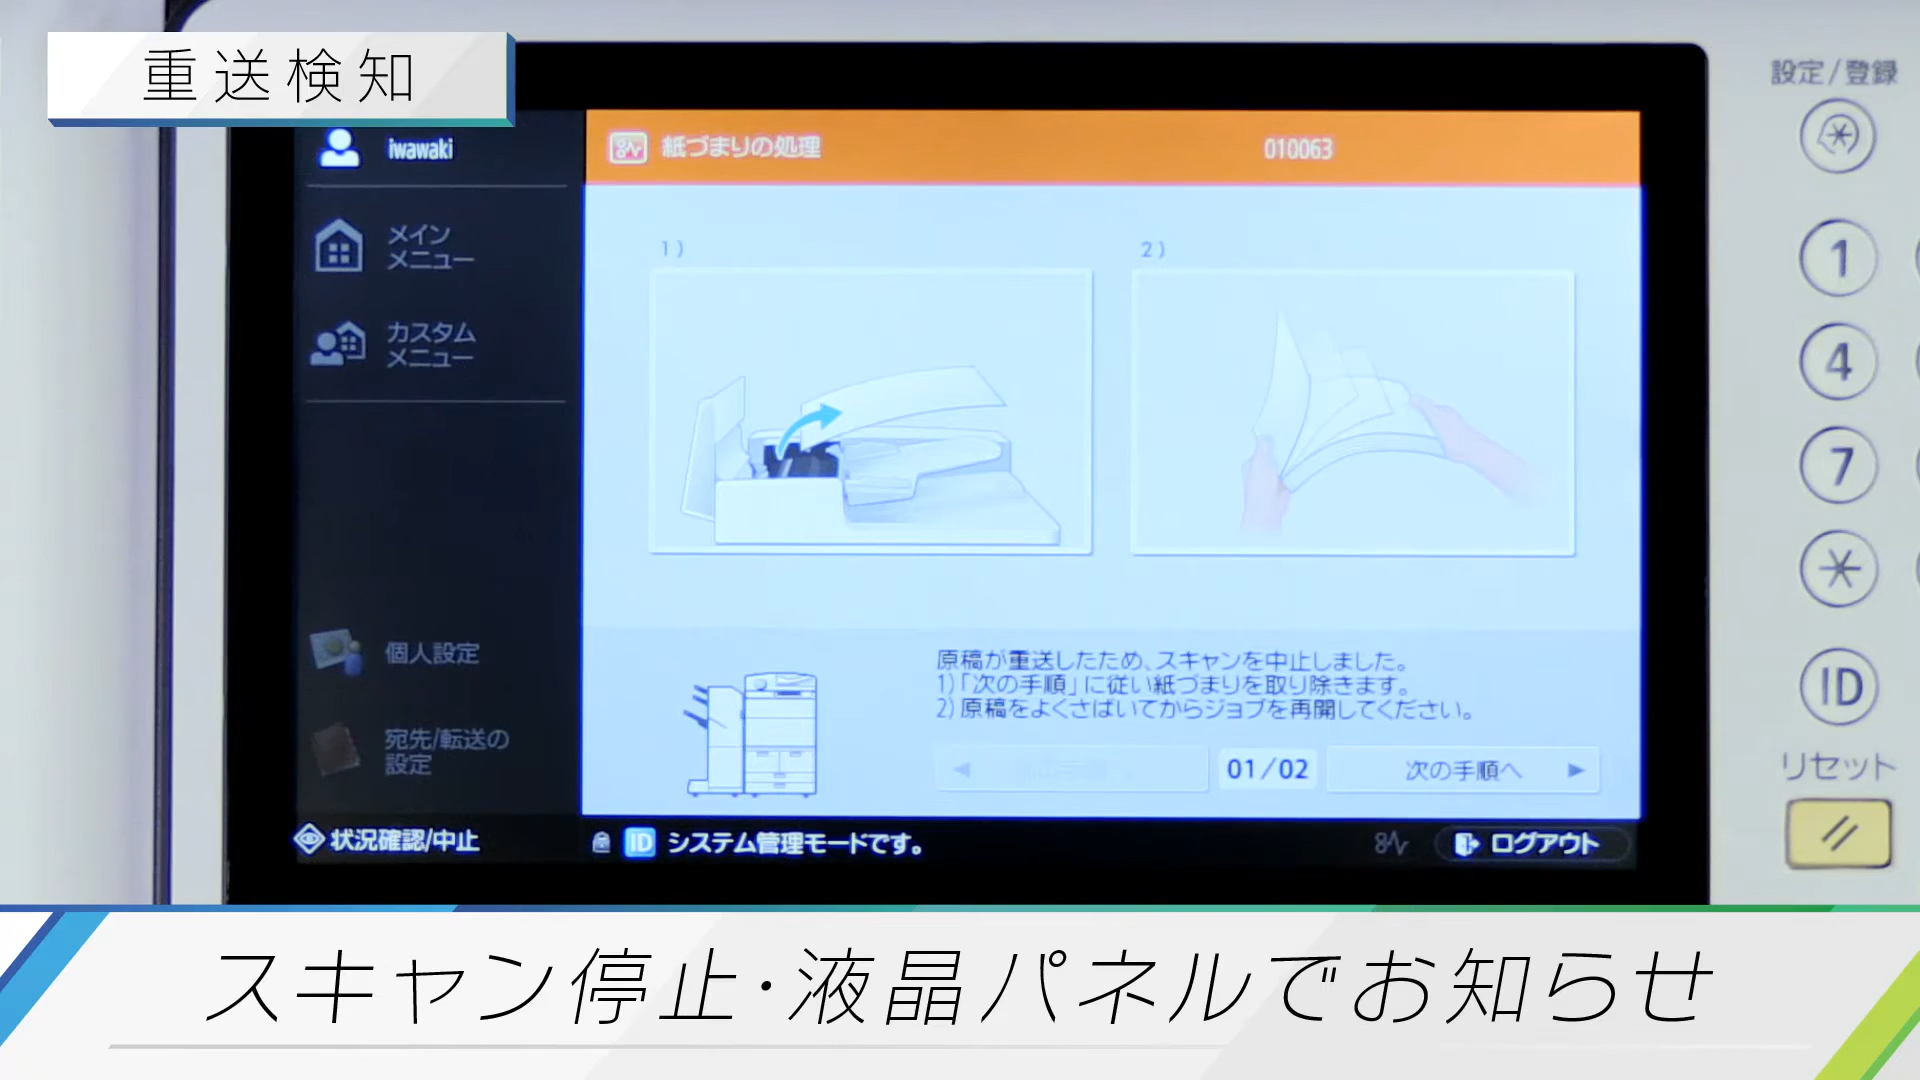 重送検知
設定/登録
iwawaki
紙づまりの処理
010063
メイン
メニュー
カスタム
メニュー
1)
2)
1
4
7
個人設定
宛先/転送の
設定
原稿が重送したため、スキャンを中止しました。
1)「次の手順」に従い紙づまりを取り除きます。
2)原稿をよくさばいてからジョブを再開してください。
01/02
次の手順へ
ID
リセット
状況確認/中止
ID
システム管理モードです。
ログアウト
スキャン停止・液晶パネルでお知らせ